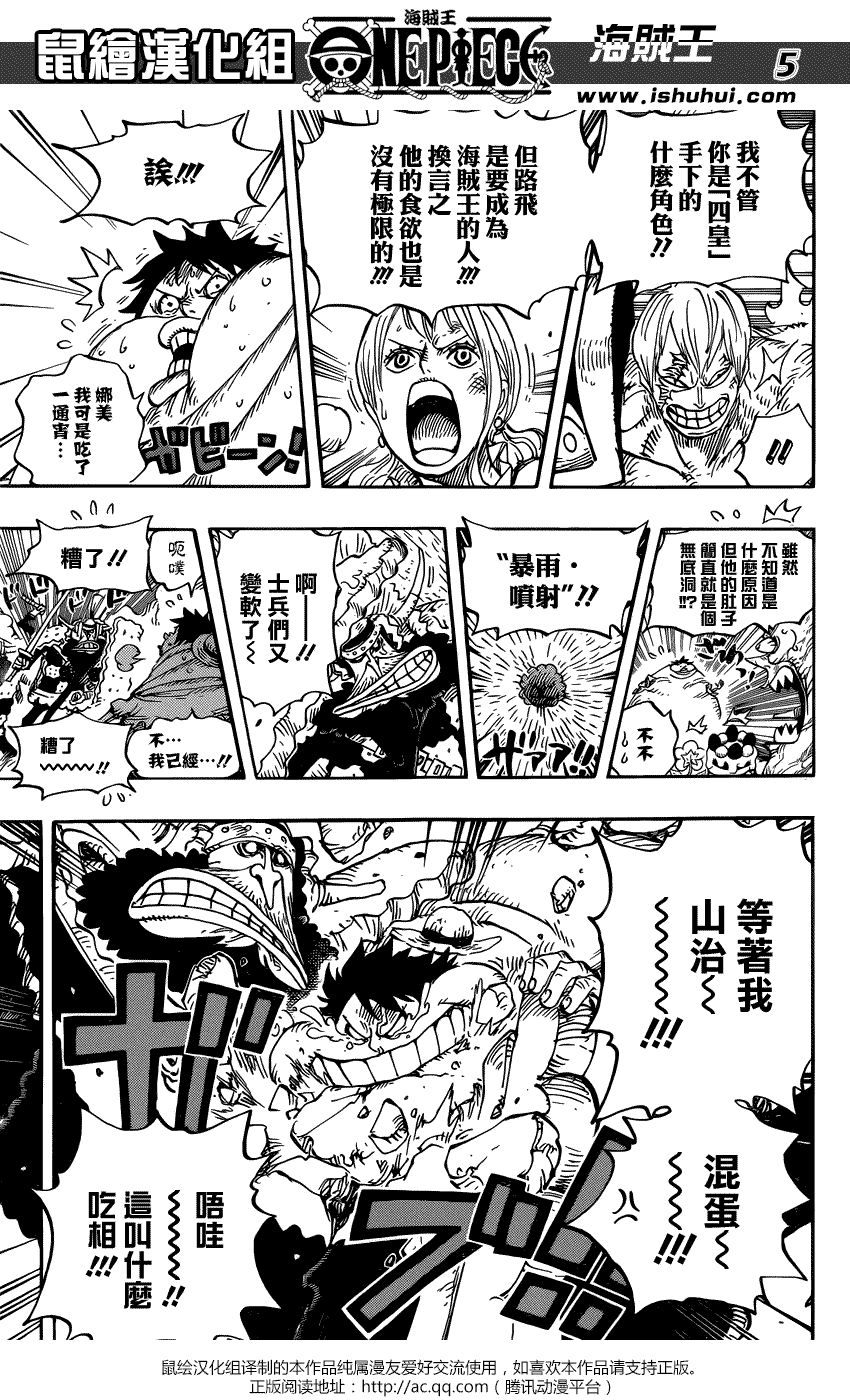 鼠繪漢化組
海賊王
ONE PIECE
海賊王
5
www.ishuhui.com
我不管
你是「四皇」
手下的
什麼角色!!
!!
但路飛
是要成為
海賊王的人!!!
換言之
他的食欲也是
沒有極限的!!!
誒!!!
娜美
我可是吃了
一通宵…
ガビーン!
雖然
不知道是
什麼原因
但他的肚子
簡直就是個
無底洞!!?
不不
“暴雨·
噴射”!!
ザァァ!!
啊——
士兵們又
變軟了~
呃
噗
糟了!!
不…
我已經…!!
糟了
~~~~!!
等著我
山治~
~~~~!!!
混蛋~
~~~~!!!
唔哇
~~~~!!
這叫什麼
吃相!!!
鼠绘汉化组译制的本作品纯属漫友爱好交流使用，如喜欢本作品请支持正版。
正版阅读地址：http://ac.qq.com（腾讯动漫平台）